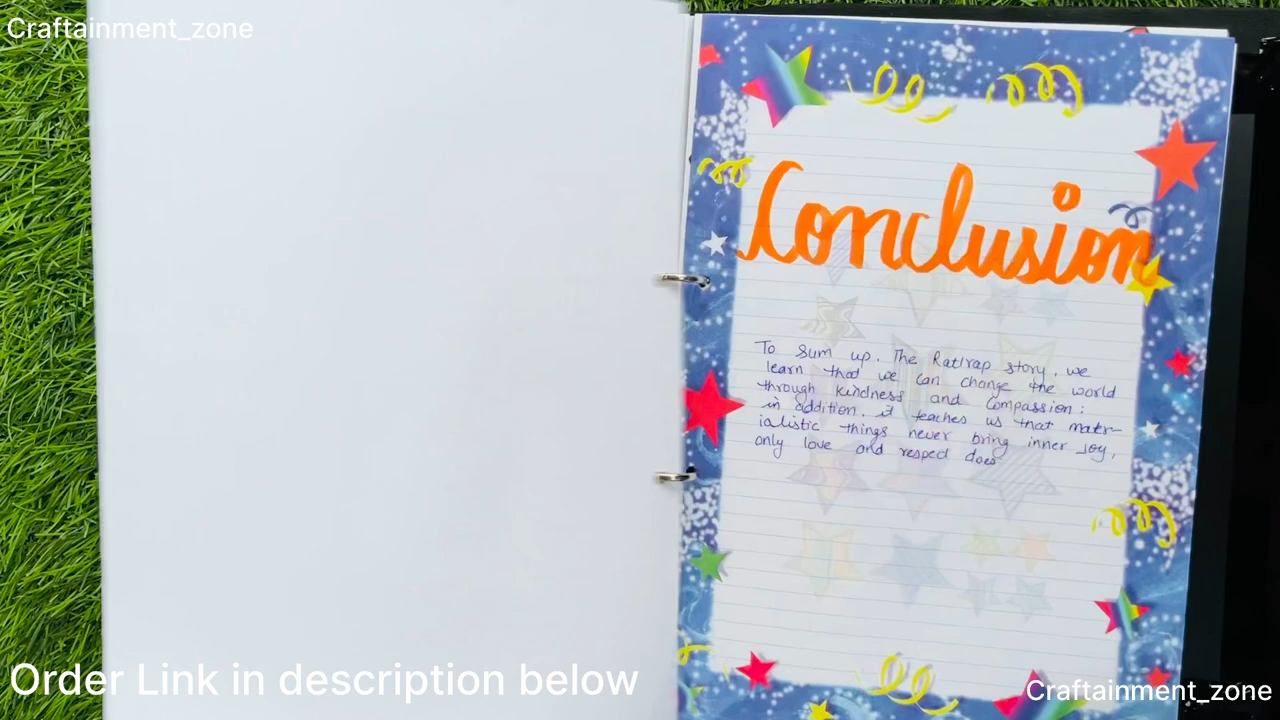 Craftainment_zone
Conclusion
To sum up. The Ratlrap story, we
learn that we can change the world
through kindness and compassion;
in addition, it teaches us that mater-
ialistic things never bring inner Joy,
only love and respect does
Order Link in description below
Craftainment_zone